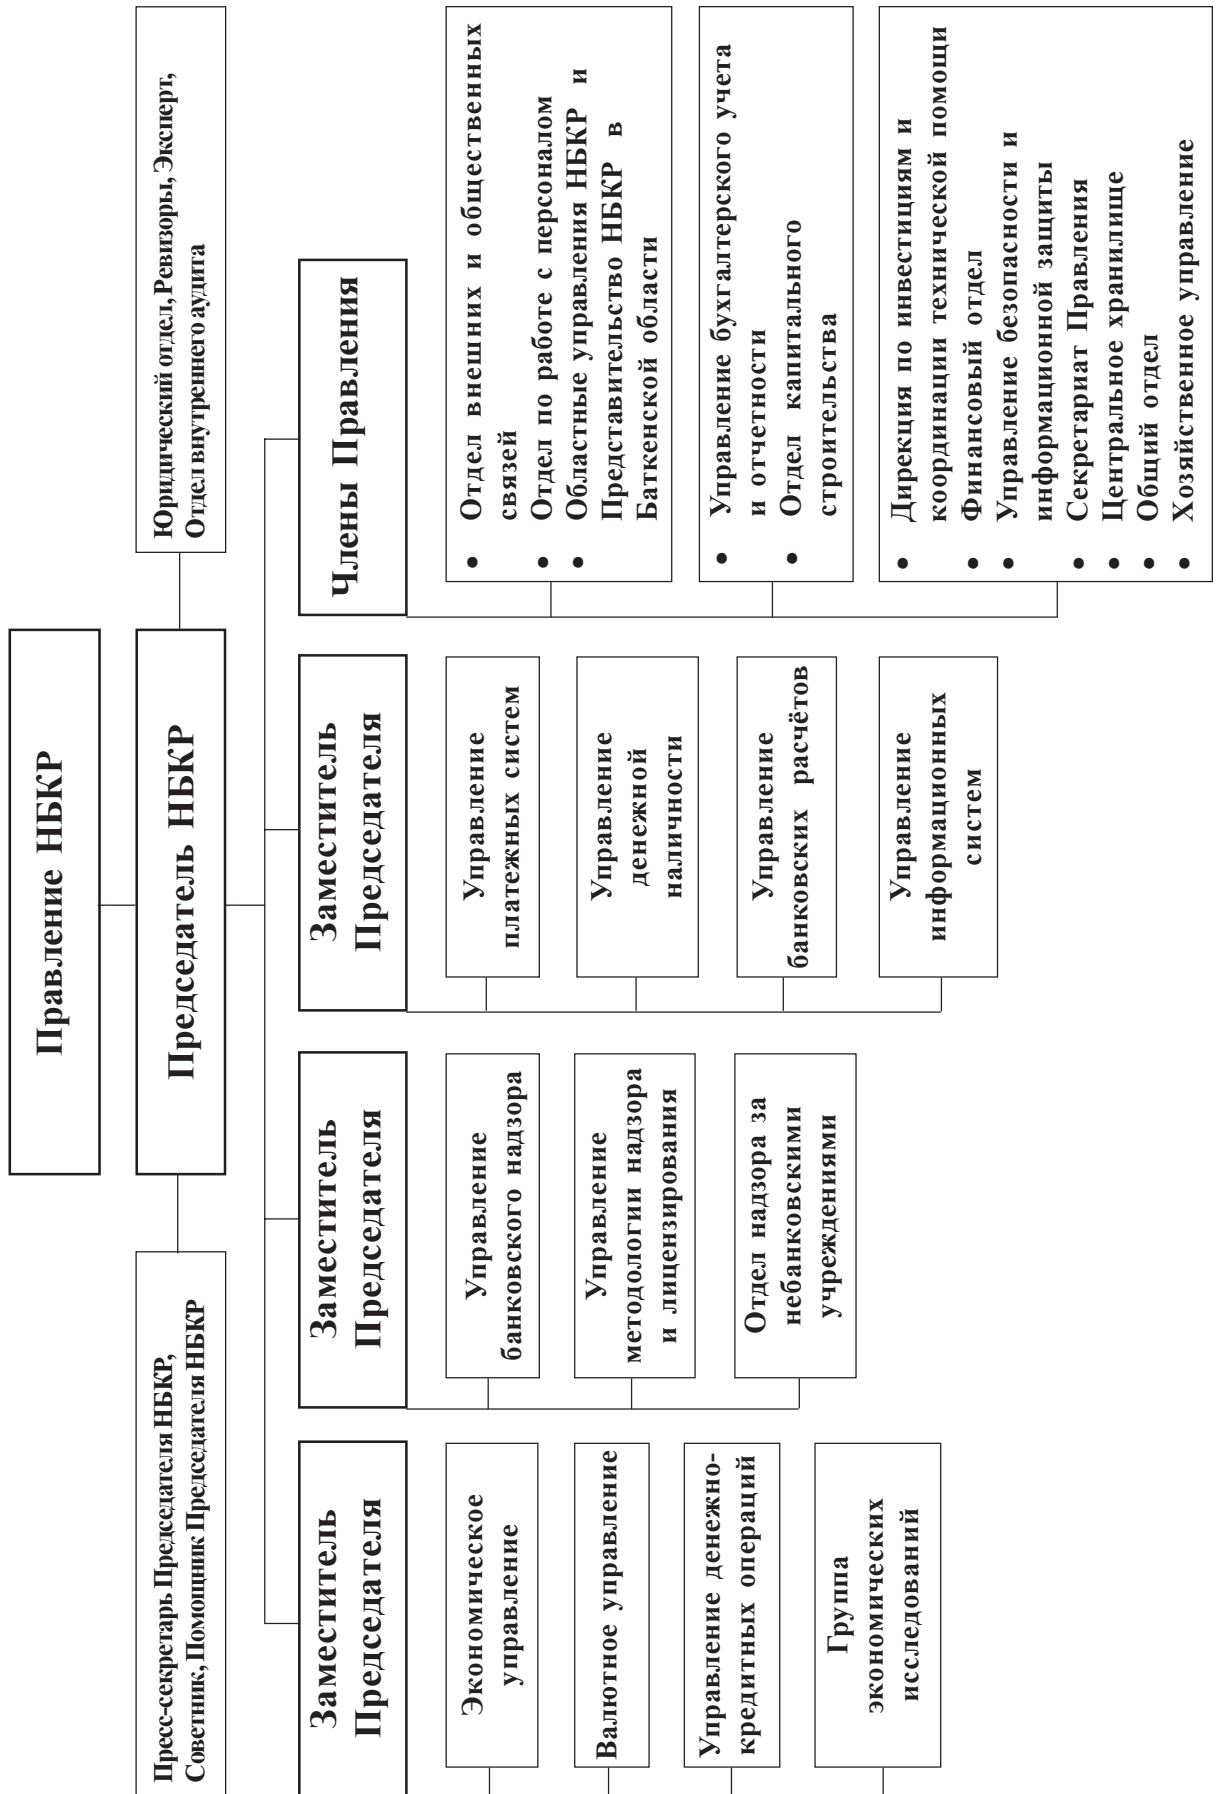 Правление НБКР
Председатель НБКР
Пресс-секретарь Председателя НБКР,
Советник, Помощник Председателя НБКР
Юридический отдел, Ревизоры, Эксперт,
Отдел внутреннего аудита
Заместитель
Председателя
Экономическое
управление
Валютное управление
Управление денежно-
кредитных операций
Группа
экономических
исследований
Заместитель
Председателя
Управление
банковского надзора
Управление
методологии надзора
и лицензирования
Отдел надзора за
небанковскими
учреждениями
Заместитель
Председателя
Управление
платежных систем
Управление
денежной
наличности
Управление
банковских расчётов
Управление
информационных
систем
Члены Правления
• Отдел внешних и общественных
связей
• Отдел по работе с персоналом
• Областные управления НБКР и
Представительство НБКР в
Баткенской области
• Управление бухгалтерского учета
и отчетности
• Отдел капитального
строительства
• Дирекция по инвестициям и
координации технической помощи
• Финансовый отдел
• Управление безопасности и
информационной защиты
• Секретариат Правления
• Центральное хранилище
• Общий отдел
• Хозяйственное управление